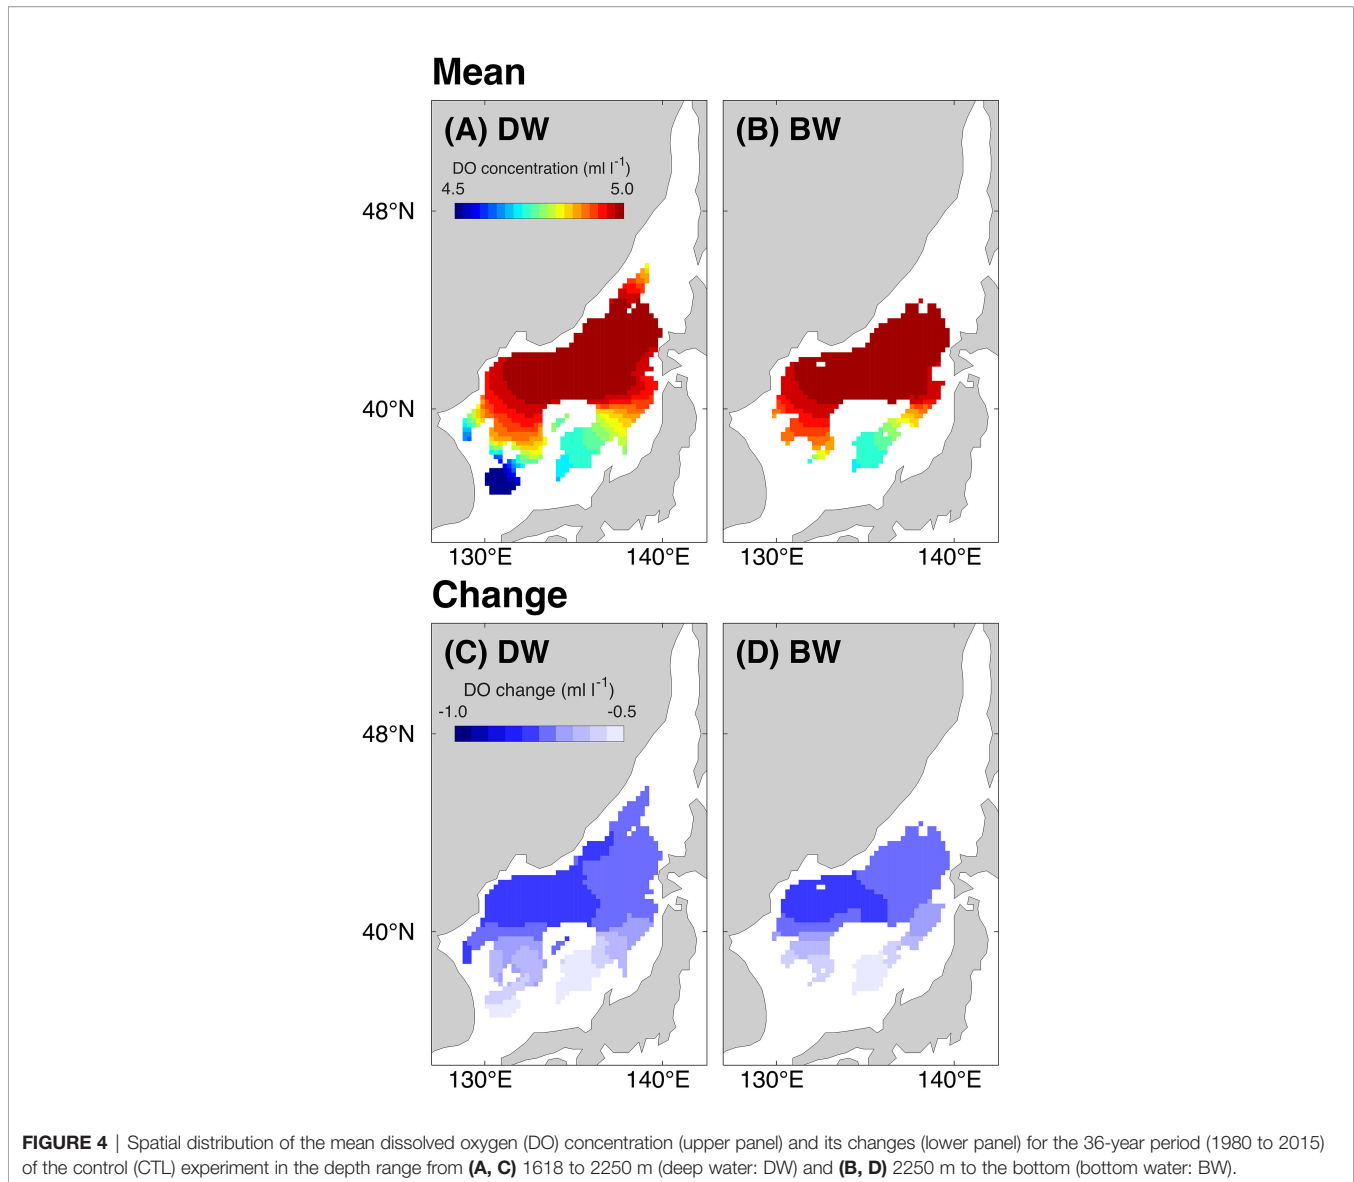 Mean
(A) DW
(B) BW
DO concentration (ml l⁻¹)
4.5 5.0
48°N
40°N
130°E 140°E 130°E 140°E
Change
(C) DW
(D) BW
DO change (ml l⁻¹)
-1.0 -0.5
48°N
40°N
130°E 140°E 130°E 140°E
FIGURE 4 | Spatial distribution of the mean dissolved oxygen (DO) concentration (upper panel) and its changes (lower panel) for the 36-year period (1980 to 2015)
of the control (CTL) experiment in the depth range from (A, C) 1618 to 2250 m (deep water: DW) and (B, D) 2250 m to the bottom (bottom water: BW).